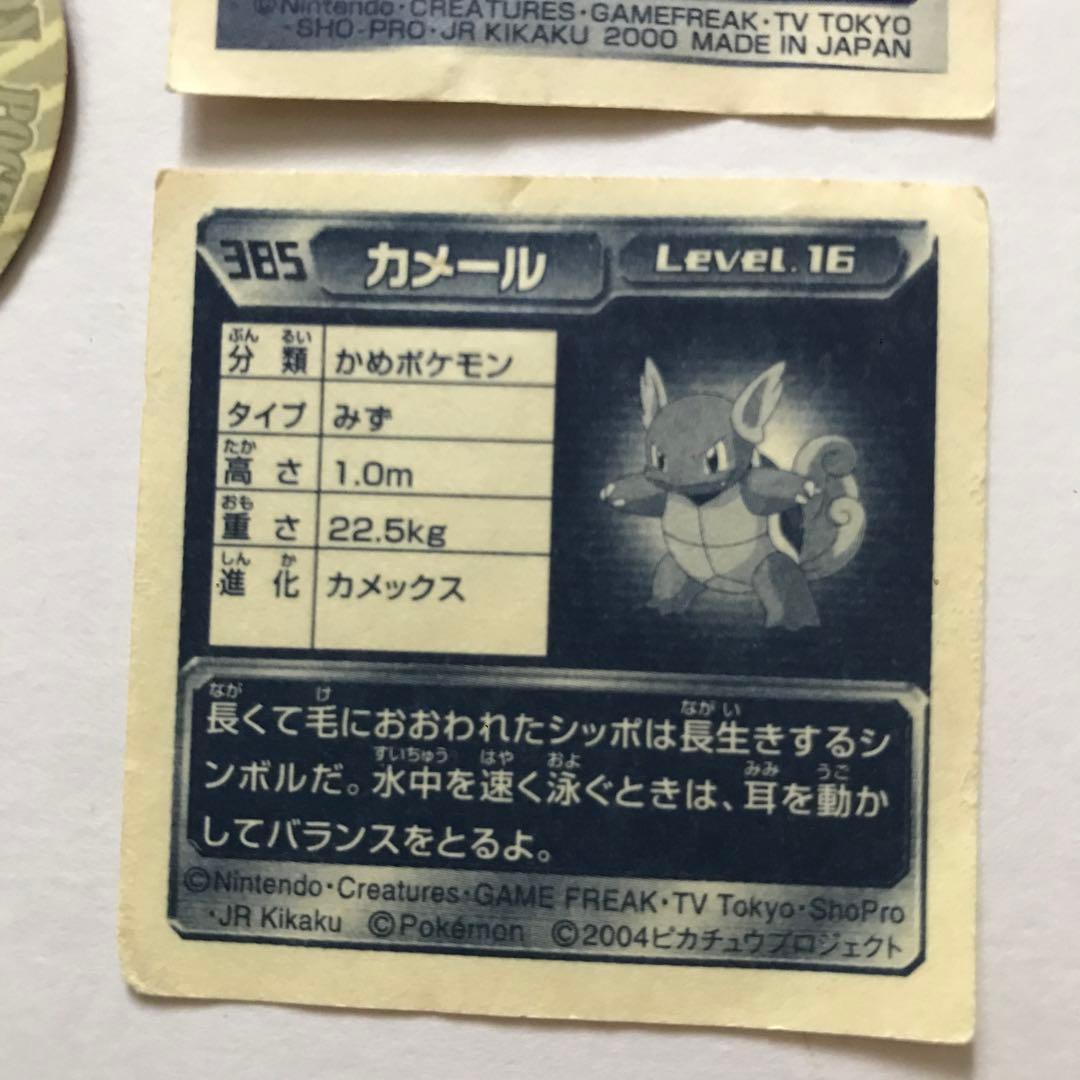 ©Nintendo・CREATURES・GAMEFREAK・TV TOKYO
-SHO-PRO・JR KIKAKU 2000 MADE IN JAPAN
385 カメール Level.16
ぶん るい
分類 かめポケモン
タイプ みず
たか
高さ 1.0m
おも
重さ 22.5kg
しん か
進化 カメックス
なが け なが い
長くて毛におおわれたシッポは長生きするシ
すいちゅう はや およ みみ うご
ンボルだ。水中を速く泳ぐときは、耳を動か
してバランスをとるよ。
©Nintendo・Creatures・GAME FREAK・TV Tokyo・ShoPro
・JR Kikaku ©Pokémon ©2004ピカチュウプロジェクト